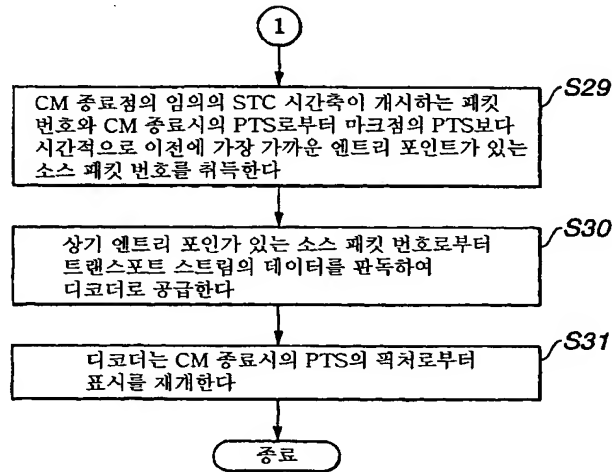 1
S29
CM 종료점의 임의의 STC 시간축이 개시하는 패킷
번호와 CM 종료시의 PTS로부터 마크점의 PTS보다
시간적으로 이전에 가장 가까운 엔트리 포인트가 있는
소스 패킷 번호를 취득한다
S30
상기 엔트리 포인가 있는 소스 패킷 번호로부터
트랜스포트 스트림의 데이터를 판독하여
디코더로 공급한다
S31
디코더는 CM 종료시의 PTS의 픽처로부터
표시를 재개한다
종료